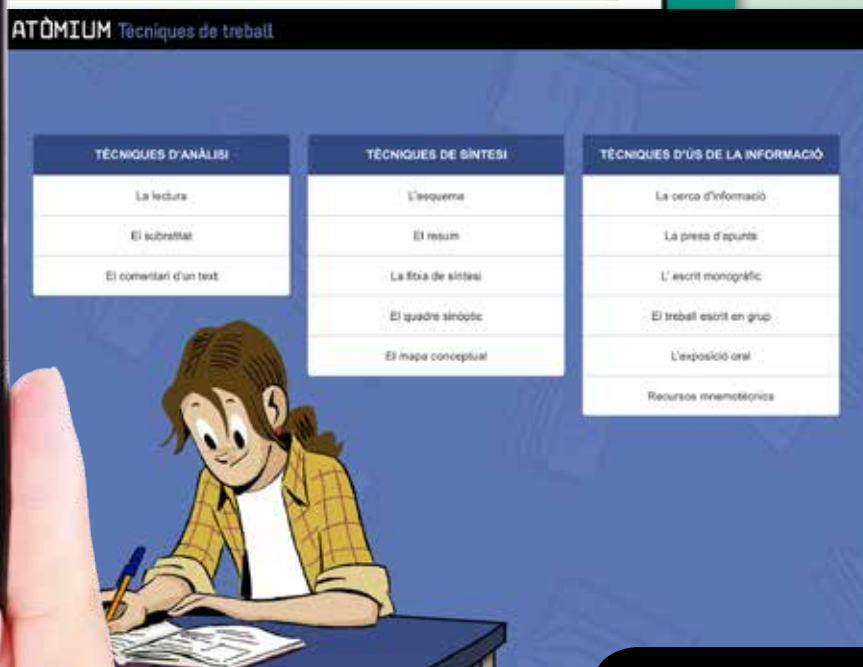 ATÒMIUM Tècniques de treball
TÈCNIQUES D'ANÀLISI
La lectura
El subratllat
El comentari d'un text
TÈCNIQUES DE SÍNTESI
L'esquema
El resum
La fitxa de síntesi
El quadre sinòptic
El mapa conceptual
TÈCNIQUES D'ÚS DE LA INFORMACIÓ
La cerca d'informació
La presa d'apunts
L' escrit monogràfic
El treball escrit en grup
L'exposició oral
Recursos mnemotècnics